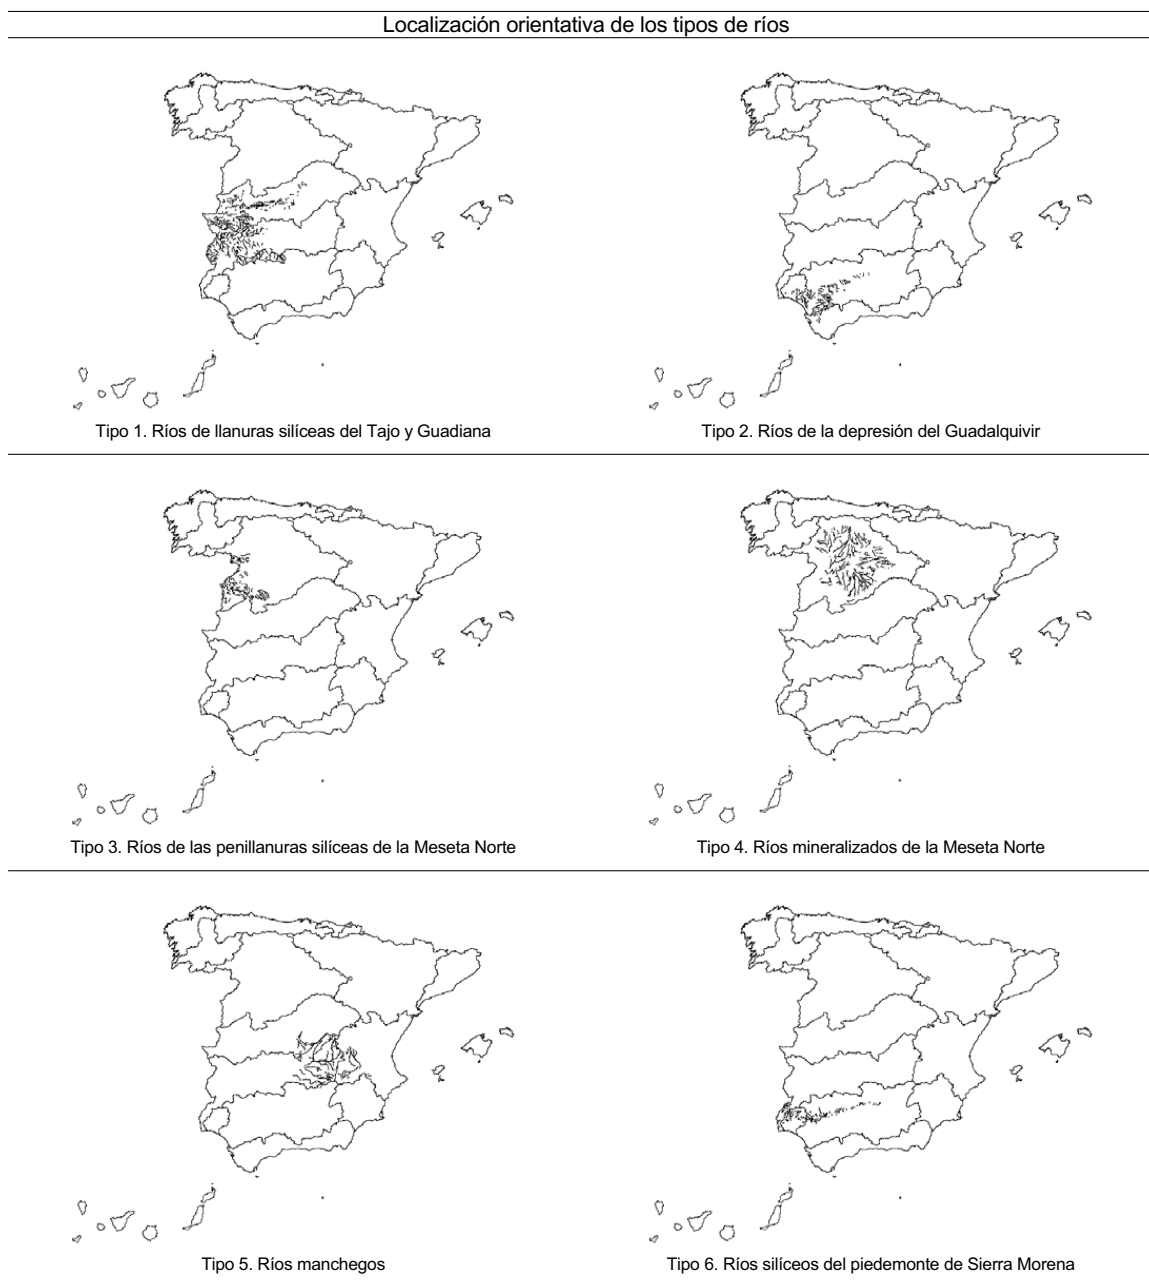 Localización orientativa de los tipos de ríos
Tipo 1. Ríos de llanuras silíceas del Tajo y Guadiana
Tipo 2. Ríos de la depresión del Guadalquivir
Tipo 3. Ríos de las penillanuras silíceas de la Meseta Norte
Tipo 4. Ríos mineralizados de la Meseta Norte
Tipo 5. Ríos manchegos
Tipo 6. Ríos silíceos del piedemonte de Sierra Morena